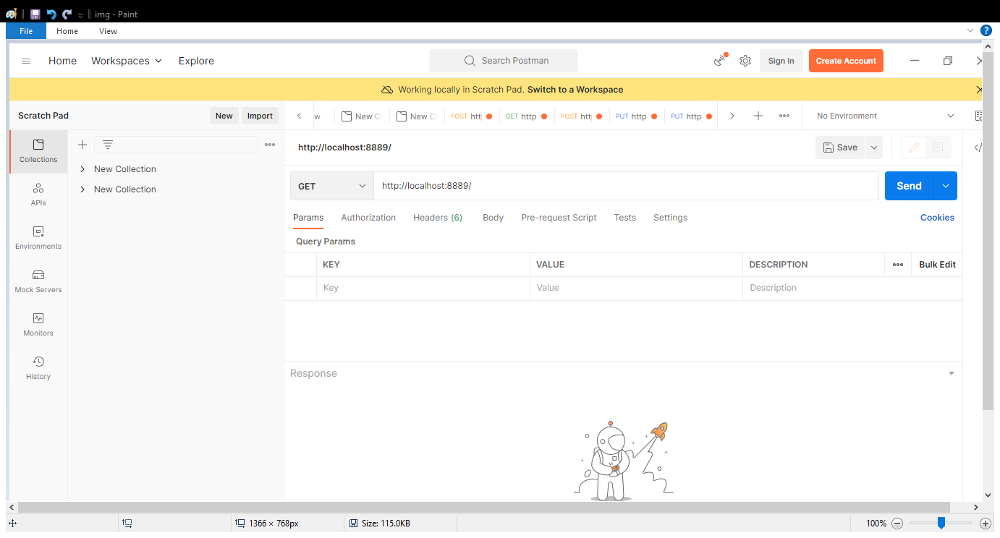 img - Paint
File Home View
Home Workspaces Explore Search Postman Sign In Create Account
Working locally in Scratch Pad. Switch to a Workspace
Scratch Pad New Import w New C New C POST htt GET http POST htt PUT http PUT http No Environment
Collections
APIs
Environments
Mock Servers
Monitors
History
New Collection
New Collection
http://localhost:8889/ Save
GET http://localhost:8889/ Send
Params Authorization Headers (6) Body Pre-request Script Tests Settings Cookies
Query Params
KEY VALUE DESCRIPTION Bulk Edit
Key Value Description
Response
1366 × 768px Size: 115.0KB 100%